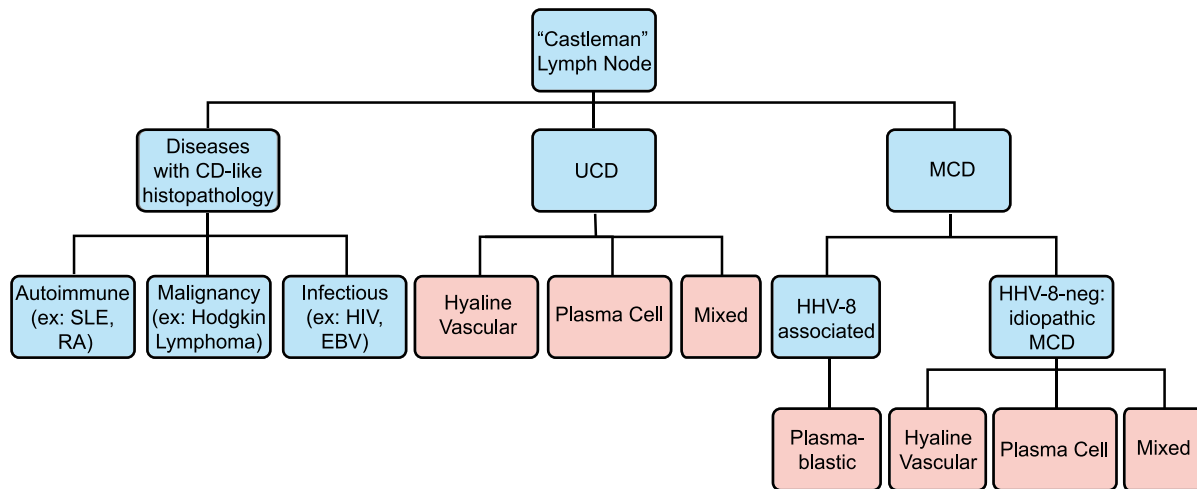 “Castleman”
Lymph Node
Diseases
with CD-like
histopathology
UCD
MCD
Autoimmune
(ex: SLE,
RA)
Malignancy
(ex: Hodgkin
Lymphoma)
Infectious
(ex: HIV,
EBV)
Hyaline
Vascular
Plasma Cell
Mixed
HHV-8
associated
HHV-8-neg:
idiopathic
MCD
Plasma-
blastic
Hyaline
Vascular
Plasma Cell
Mixed